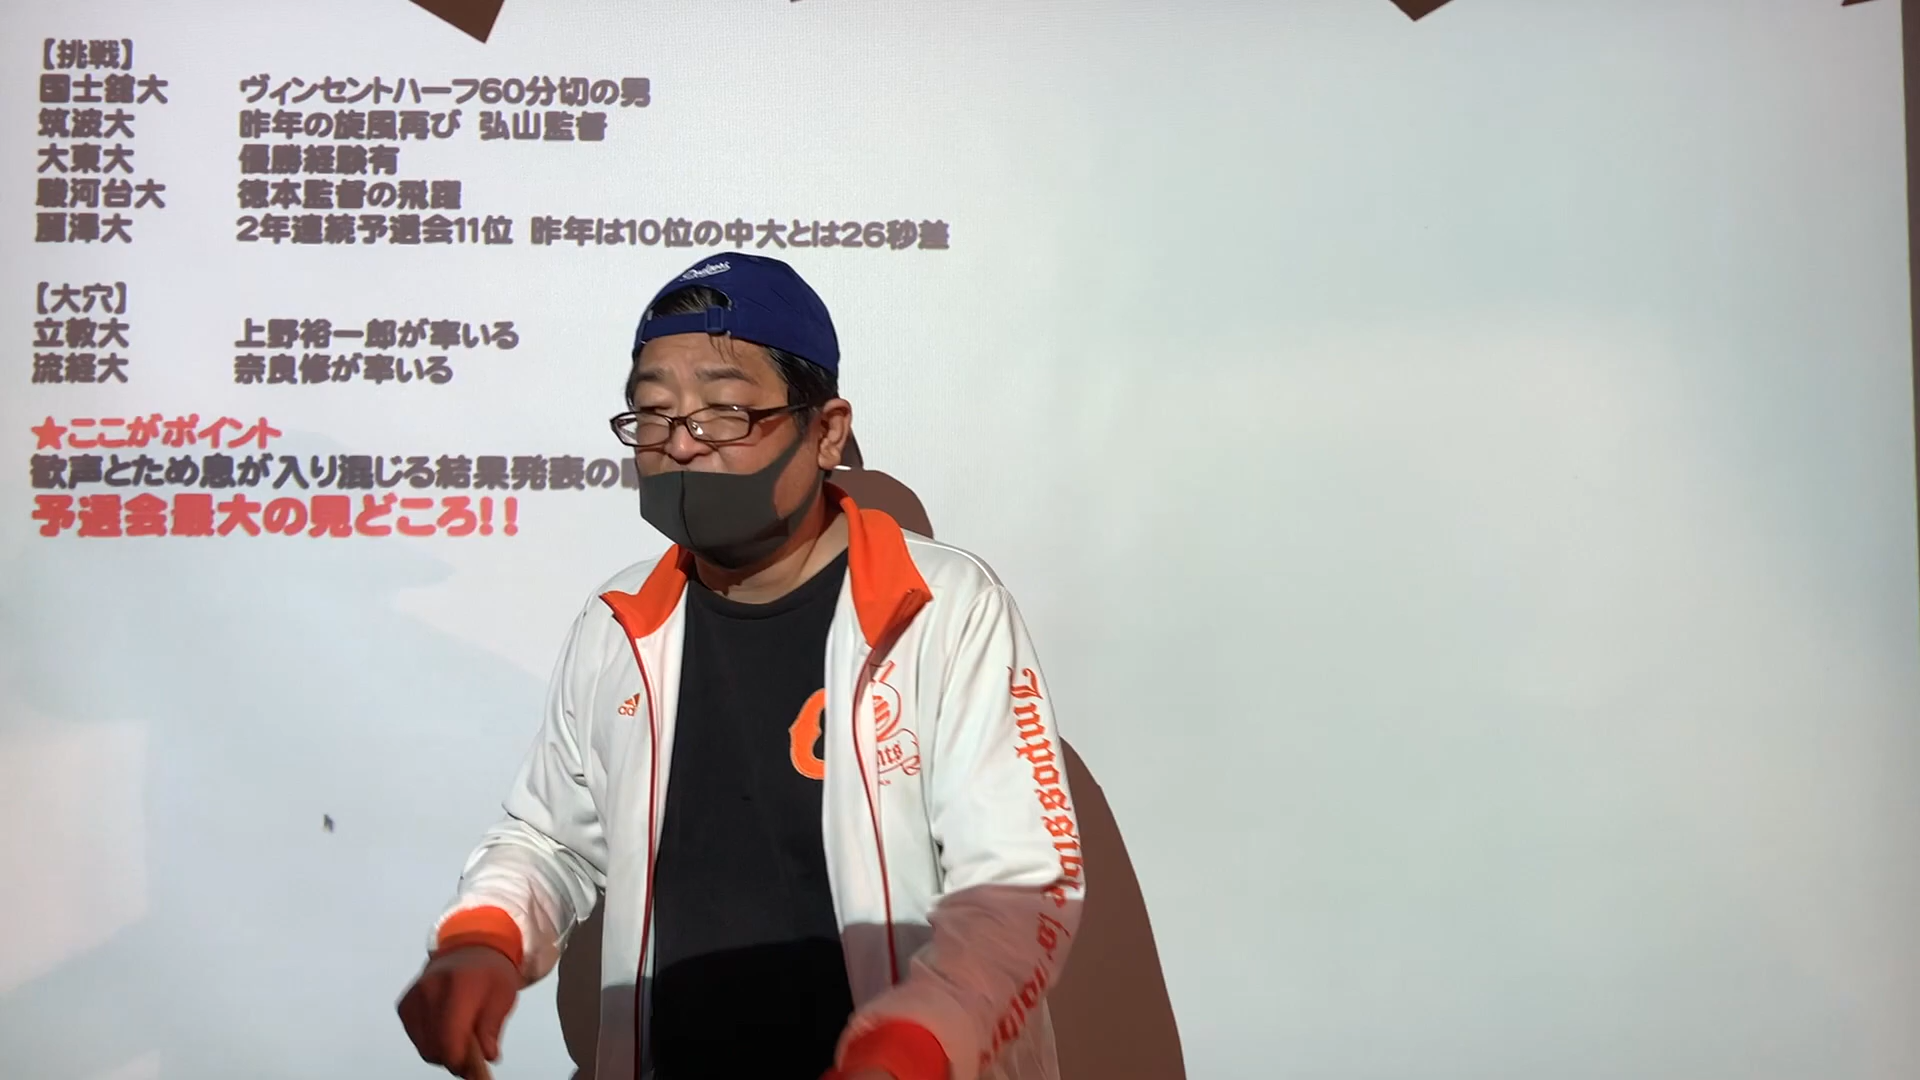 【挑戦】
国士舘大 ヴィンセントハーフ60分切の男
筑波大 昨年の旋風再び 弘山監督
大東大 優勝経験有
駿河台大 徳本監督の飛躍
麗澤大 2年連続予選会11位 昨年は10位の中大とは26秒差
【大穴】
立教大 上野裕一郎が率いる
流経大 奈良修が率いる
★ここがポイント
歓声とため息が入り混じる結果発表の
予選会最大の見どころ!!